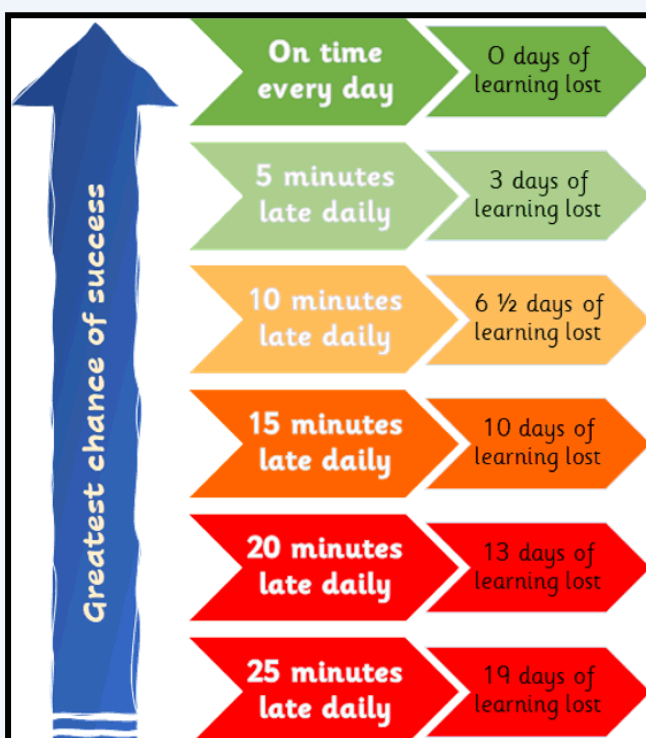 Greatest chance of success
On time
every day
0 days of
learning lost
5 minutes
late daily
3 days of
learning lost
10 minutes
late daily
6 ½ days of
learning lost
15 minutes
late daily
10 days of
learning lost
20 minutes
late daily
13 days of
learning lost
25 minutes
late daily
19 days of
learning lost